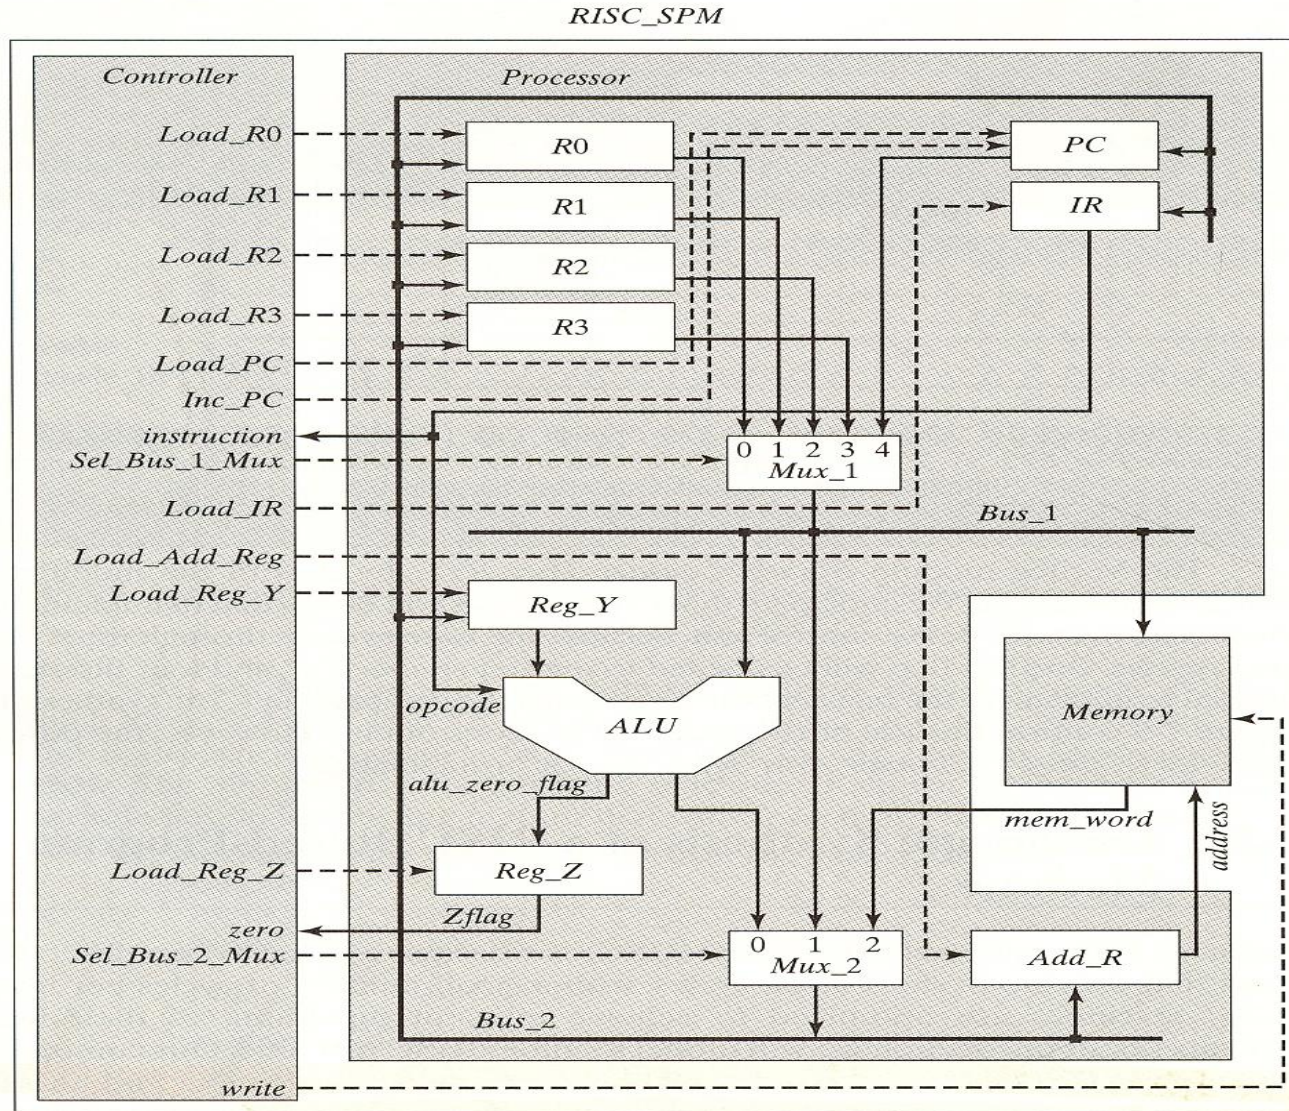 RISC_SPM
Controller
Processor
Load_R0
R0
PC
Load_R1
R1
IR
Load_R2
R2
Load_R3
R3
Load_PC
Inc_PC
instruction
Sel_Bus_1_Mux
0 1 2 3 4
Mux_1
Load_IR
Bus_1
Load_Add_Reg
Load_Reg_Y
Reg_Y
opcode
ALU
Memory
alu_zero_flag
mem_word
address
Load_Reg_Z
Reg_Z
Zflag
zero
0 1 2
Sel_Bus_2_Mux
Mux_2
Add_R
Bus_2
write